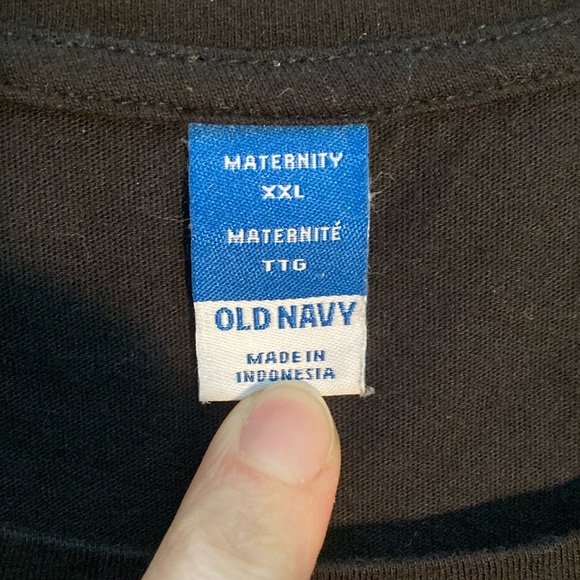 MATERNITY
XXL
MATERNITÉ
TTG
OLD NAVY
MADE IN
INDONESIA